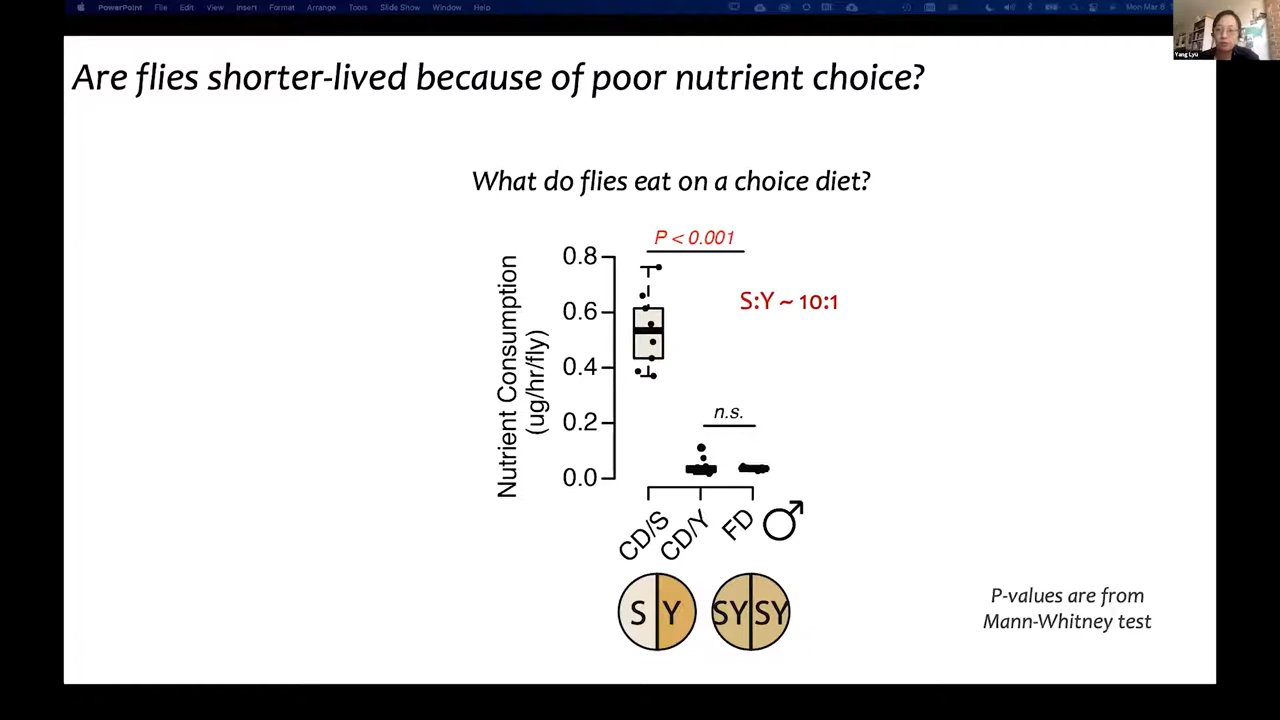 PowerPoint File Edit View Insert Format Arrange Tools Slide Show Window Help
Yang Lyu
Are flies shorter-lived because of poor nutrient choice?
What do flies eat on a choice diet?
P < 0.001
S:Y ~ 10:1
n.s.
Nutrient Consumption
(ug/hr/fly)
0.8
0.6
0.4
0.2
0.0
CD/S
CD/Y
FD
S Y
SY SY
P-values are from
Mann-Whitney test